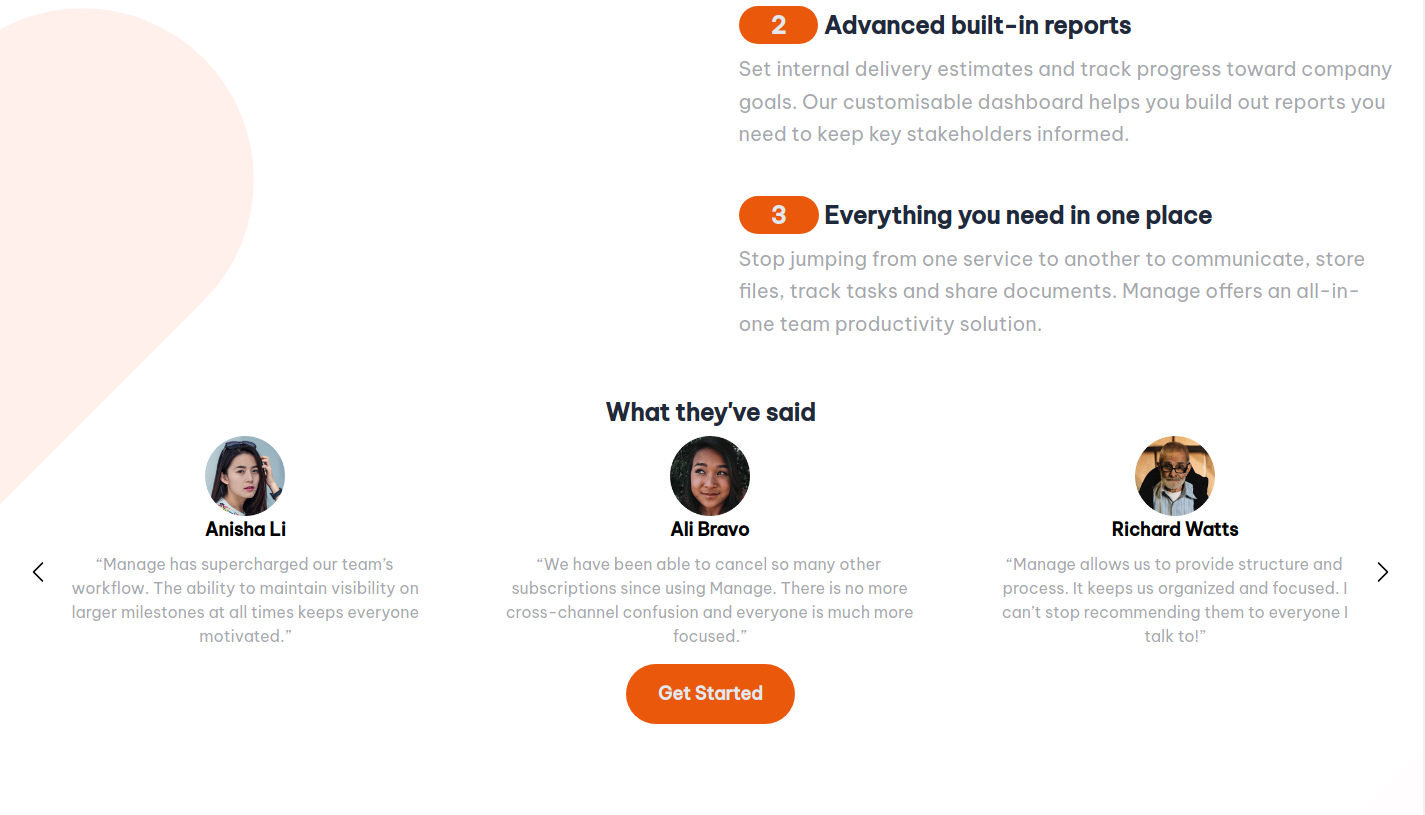 2 Advanced built-in reports
Set internal delivery estimates and track progress toward company
goals. Our customisable dashboard helps you build out reports you
need to keep key stakeholders informed.
3 Everything you need in one place
Stop jumping from one service to another to communicate, store
files, track tasks and share documents. Manage offers an all-in-
one team productivity solution.
What they've said
Anisha Li
“Manage has supercharged our team’s
workflow. The ability to maintain visibility on
larger milestones at all times keeps everyone
motivated.”
Ali Bravo
“We have been able to cancel so many other
subscriptions since using Manage. There is no more
cross-channel confusion and everyone is much more
focused.”
Richard Watts
“Manage allows us to provide structure and
process. It keeps us organized and focused. I
can’t stop recommending them to everyone I
talk to!”
Get Started